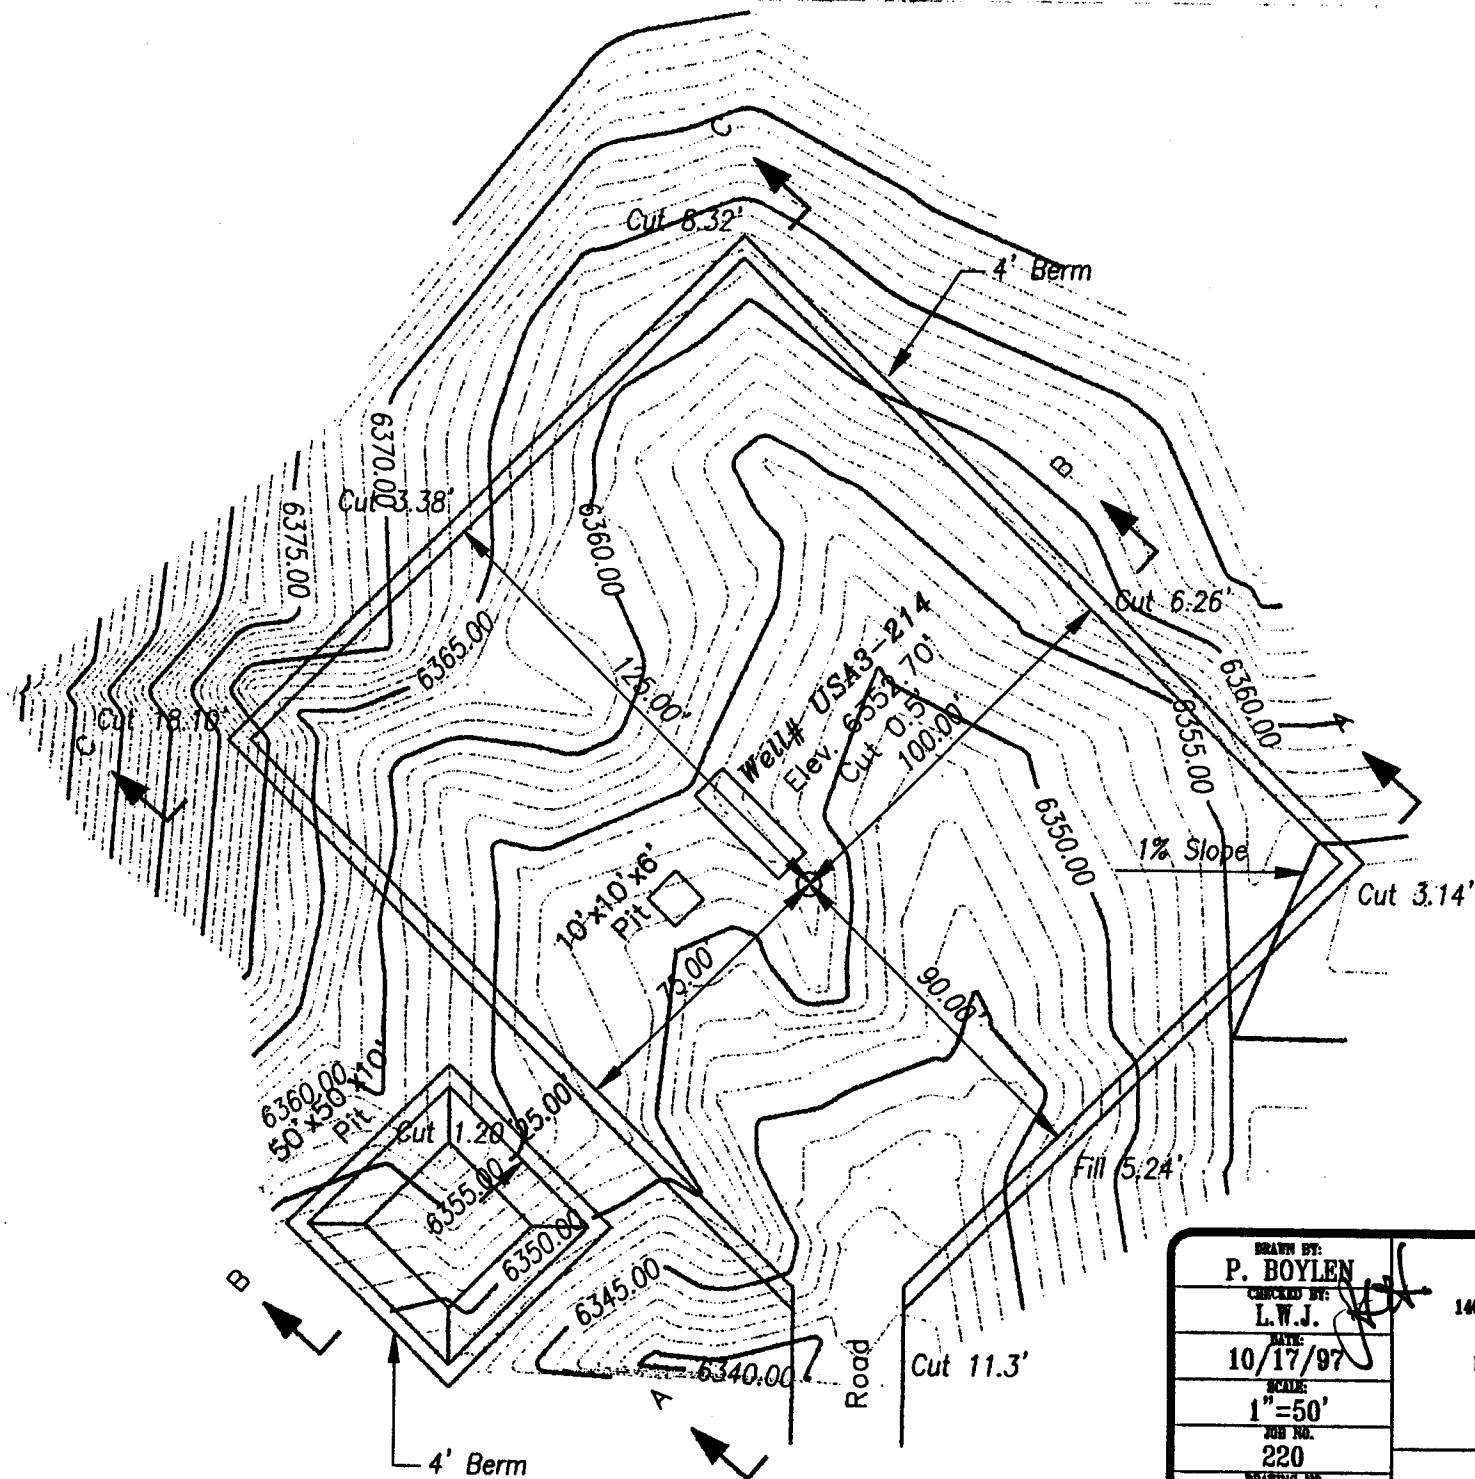 C
Cut 8.32'
4' Berm
6370.00
Cut 3.38'
6375.00
6360.00
B
Cut 6.26'
6365.00
125.00'
Well# USA3-214
Elev. 6352.70'
Cut 0.5'
100.00'
6360.00
A
6355.00
Cut 18.10'
C
6350.00
1% Slope
Cut 3.14'
10'x10'x6'
Pit
75.00'
90.00'
6360.00
50'x50'x10'
Pit
Cut 1.20'
25.00'
6355.00
Fill 5.24'
6350.00
B
6345.00
6340.00
A
Road
Cut 11.3'
4' Berm
DRAWN BY:
P. BOYLEN
CHECKED BY:
L.W.J.
DATE:
10/17/97
SCALE:
1"=50'
JOB NO.
220